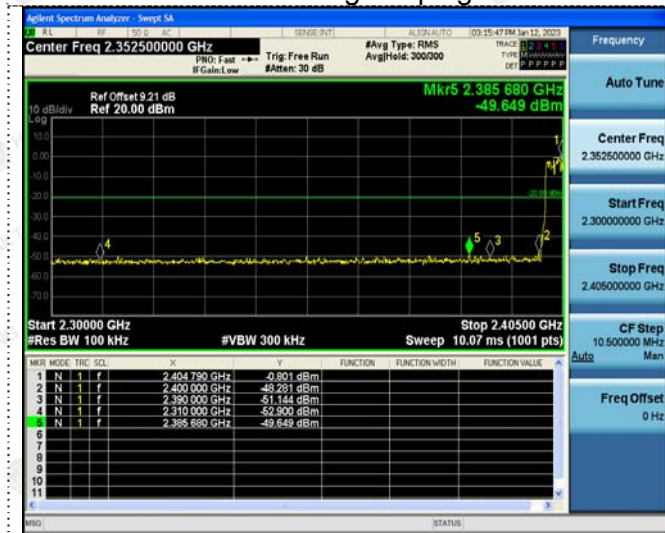 Agilent Spectrum Analyzer - Swept SA
RL RF 50 Ω AC SENSE:INT ALIGNAUTO 03:15:47 PM Jan 12, 2023
Center Freq 2.352500000 GHz
PNO: Fast
IFGain:Low
Trig: Free Run
#Atten: 30 dB
#Avg Type: RMS
Avg|Hold: 300/300
TRACE 1 2 3 4 5 6
TYPE
DET P P P P P P
Ref Offset 9.21 dB
Ref 20.00 dBm
10 dB/div
Log
Mkr5 2.385 680 GHz
-49.649 dBm
10.0
0.00
-10.0
-20.0
-30.0
-40.0
-50.0
-60.0
-70.0
1
4
5
3
2
Start 2.30000 GHz
#Res BW 100 kHz
#VBW 300 kHz
Stop 2.40500 GHz
Sweep 10.07 ms (1001 pts)
MKR MODE TRC SCL X Y FUNCTION FUNCTION WIDTH FUNCTION VALUE
1 N 1 f 2.404 790 GHz -0.801 dBm
2 N 1 f 2.400 000 GHz -48.281 dBm
3 N 1 f 2.390 000 GHz -51.144 dBm
4 N 1 f 2.310 000 GHz -52.900 dBm
5 N 1 f 2.385 680 GHz -49.649 dBm
6
7
8
9
10
11
MSG
STATUS
Frequency
Auto Tune
Center Freq
2.352500000 GHz
Start Freq
2.300000000 GHz
Stop Freq
2.405000000 GHz
CF Step
10.500000 MHz
Auto Man
Freq Offset
0 Hz